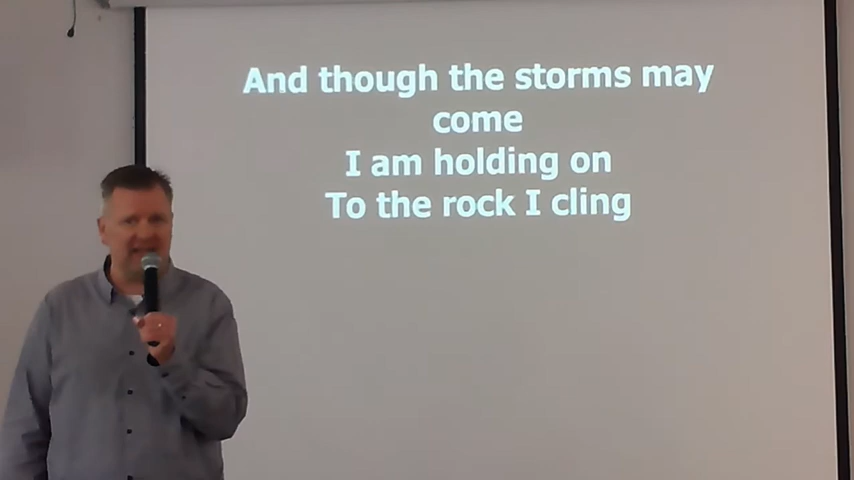 And though the storms may
come
I am holding on
To the rock I cling